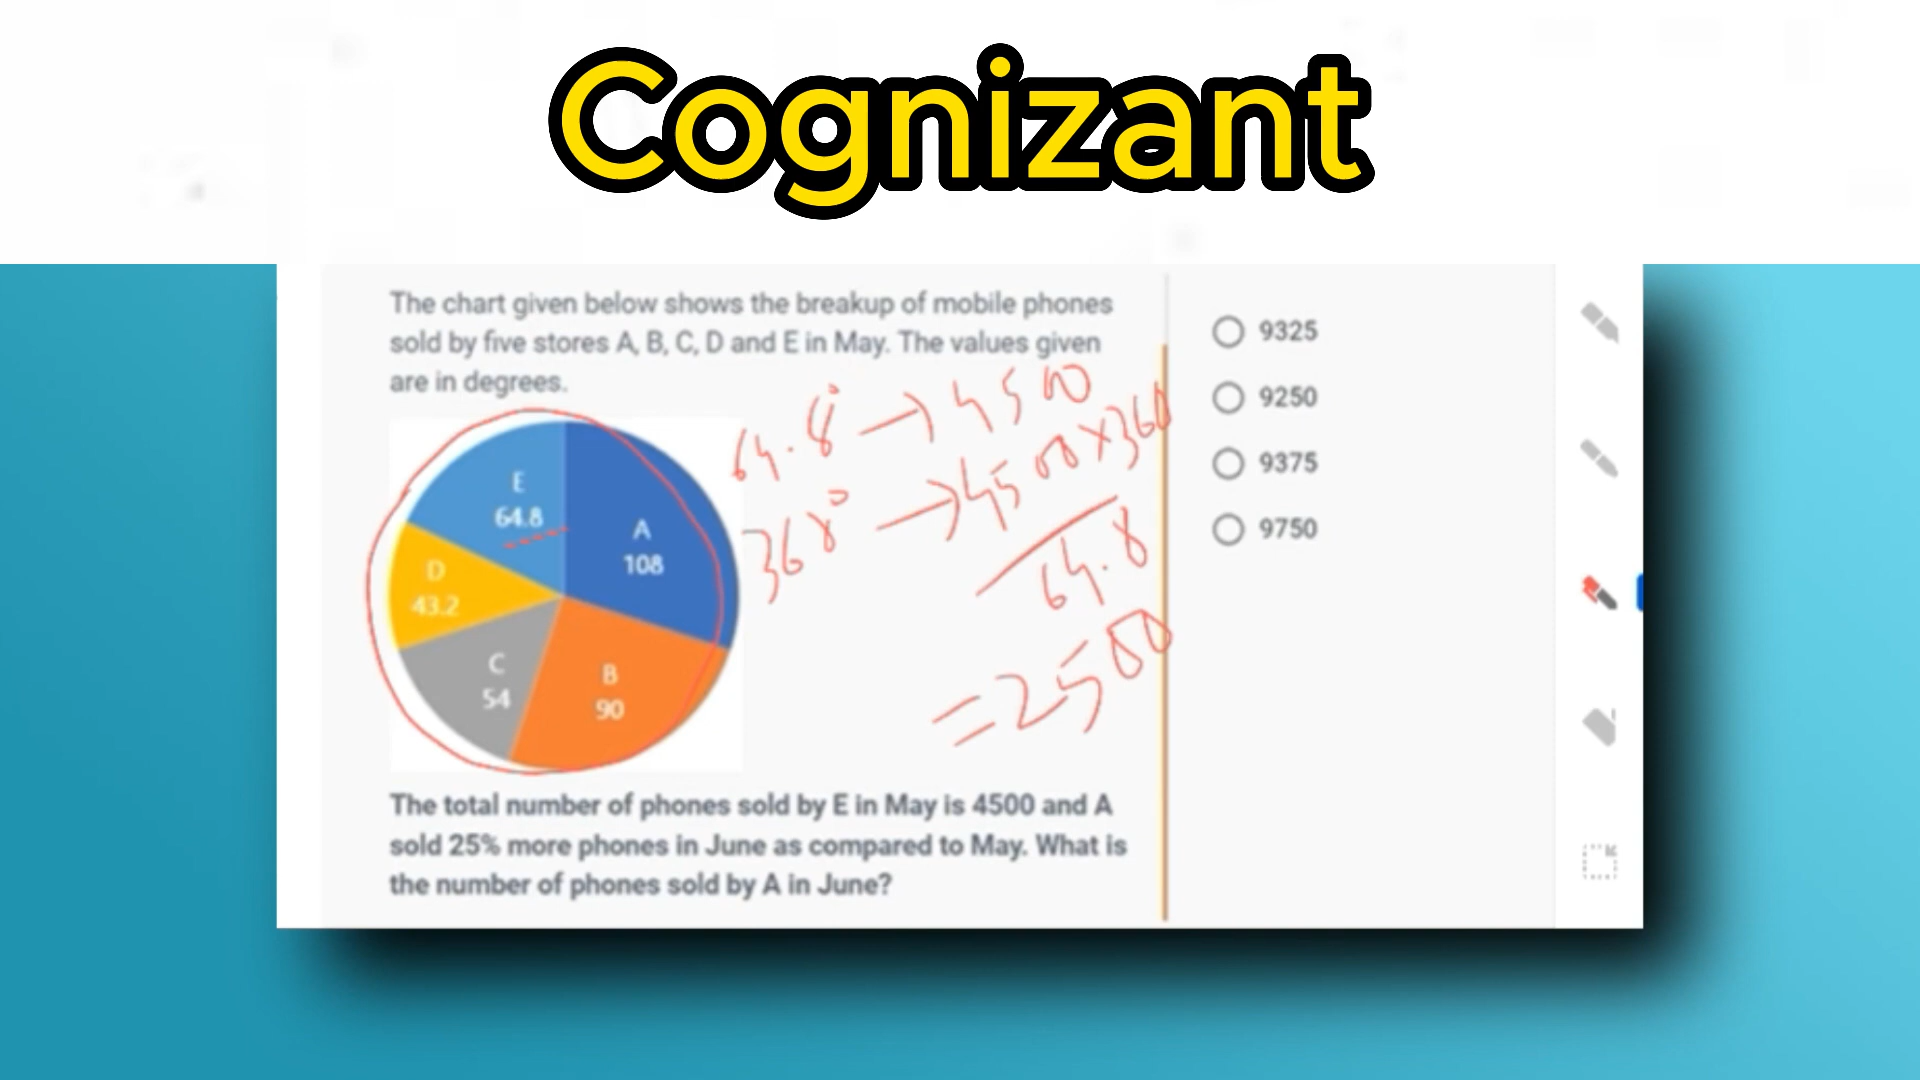 Cognizant
The chart given below shows the breakup of mobile phones
sold by five stores A, B, C, D and E in May. The values given
are in degrees.
E
64.8
A
108
D
43.2
C
54
B
90
64.8° → 4500
360° → 4500×360
64.8
= 2500
The total number of phones sold by E in May is 4500 and A
sold 25% more phones in June as compared to May. What is
the number of phones sold by A in June?
9325
9250
9375
9750